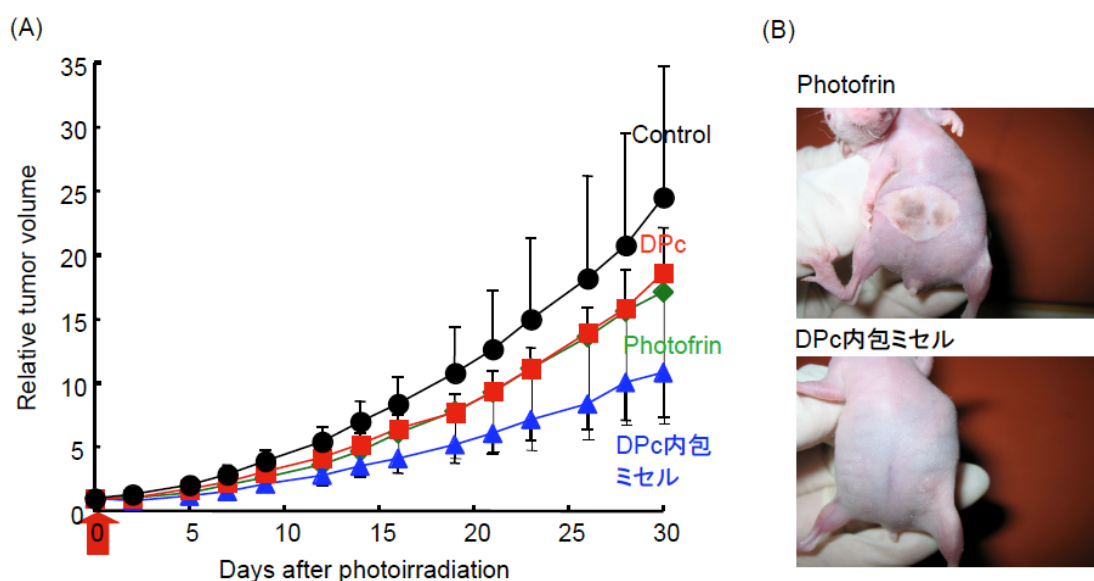 (A)
35
30
25
20
15
10
5
0
Relative tumor volume
Control
DPc
Photofrin
DPc内包
ミセル
0 5 10 15 20 25 30
Days after photoirradiation
(B)
Photofrin
DPc内包ミセル